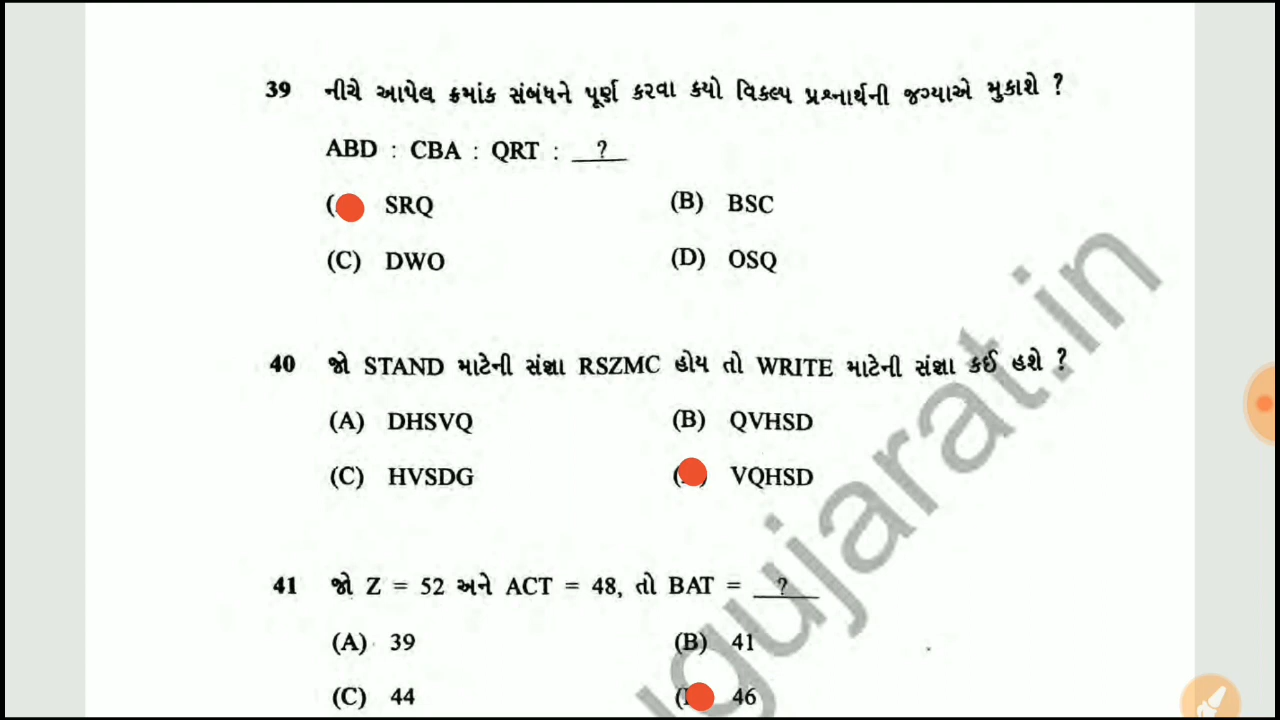 39 નીચે આપેલ ક્રમાંક સંબંધને પૂર્ણ કરવા કયો વિકલ્પ પ્રશ્નાર્થની જગ્યાએ મુકાશે ?
ABD : CBA : QRT : ?
( SRQ (B) BSC
(C) DWO (D) OSQ
40 જો STAND માટેની સંજ્ઞા RSZMC હોય તો WRITE માટેની સંજ્ઞા કઈ હશે ?
(A) DHSVQ (B) QVHSD
(C) HVSDG ( ) VQHSD
41 જો Z = 52 અને ACT = 48, તો BAT = ?
(A) 39 (B) 41
(C) 44 ( 46
gujarat.in